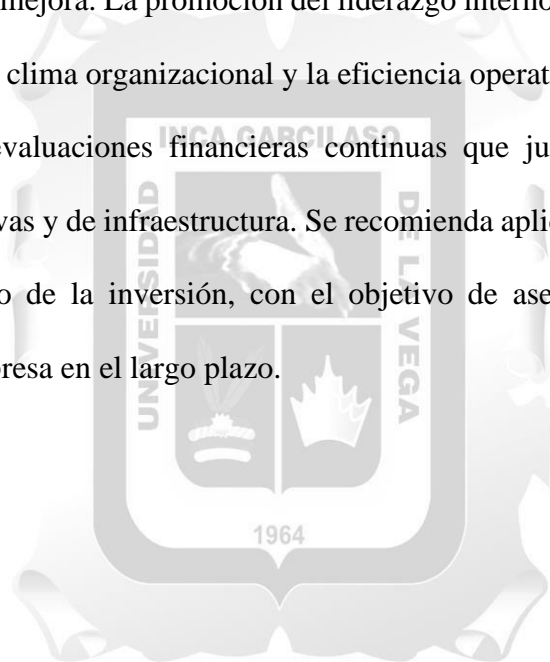 mejora. La promoción del liderazgo interno
clima organizacional y la eficiencia operat
evaluaciones financieras continuas que ju
vas y de infraestructura. Se recomienda aplic
o de la inversión, con el objetivo de ase
presa en el largo plazo.
INCA GARCILASO
UNIVERSIDAD
DE LA VEGA
1964